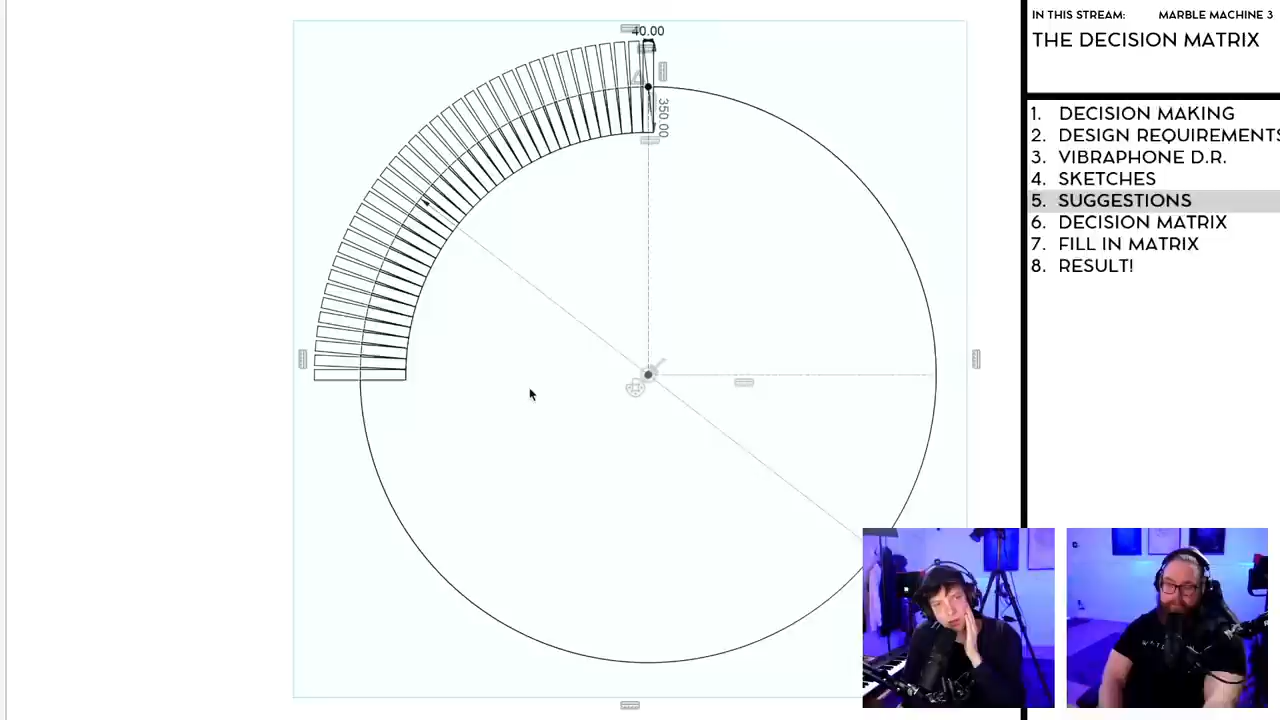 IN THIS STREAM: MARBLE MACHINE 3
THE DECISION MATRIX
1. DECISION MAKING
2. DESIGN REQUIREMENTS
3. VIBRAPHONE D.R.
4. SKETCHES
5. SUGGESTIONS
6. DECISION MATRIX
7. FILL IN MATRIX
8. RESULT!
40.00
350.00